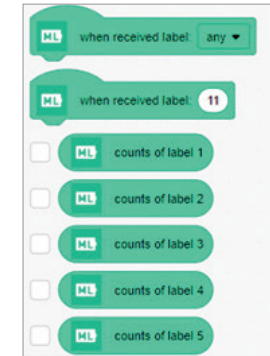 ML when received label: any
ML when received label: 11
ML counts of label 1
ML counts of label 2
ML counts of label 3
ML counts of label 4
ML counts of label 5